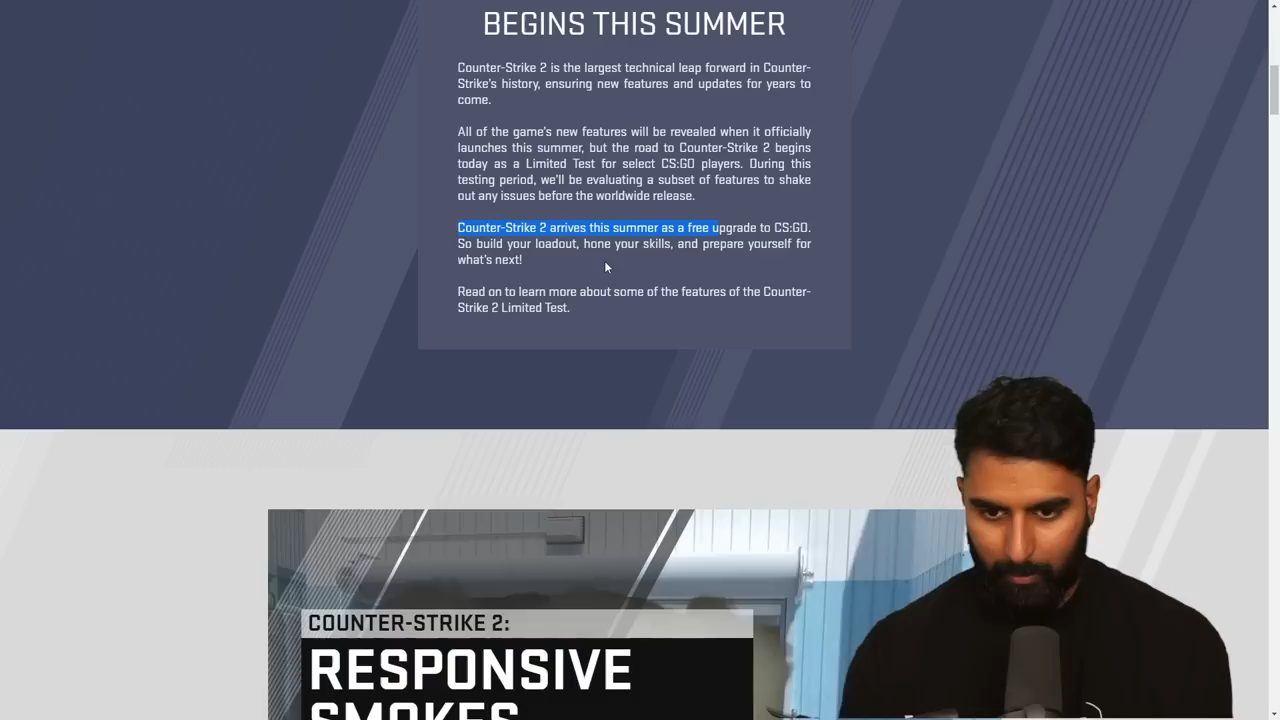 BEGINS THIS SUMMER
Counter-Strike 2 is the largest technical leap forward in Counter-
Strike's history, ensuring new features and updates for years to
come.
All of the game's new features will be revealed when it officially
launches this summer, but the road to Counter-Strike 2 begins
today as a Limited Test for select CS:GO players. During this
testing period, we'll be evaluating a subset of features to shake
out any issues before the worldwide release.
Counter-Strike 2 arrives this summer as a free upgrade to CS:GO.
So build your loadout, hone your skills, and prepare yourself for
what's next!
Read on to learn more about some of the features of the Counter-
Strike 2 Limited Test.
COUNTER-STRIKE 2:
RESPONSIVE
SMOKES